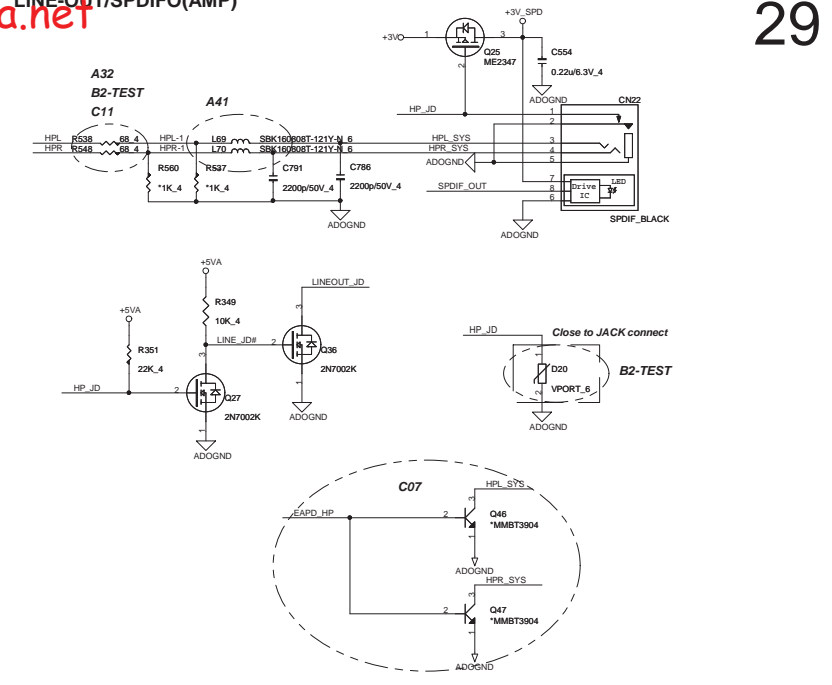 LINE-OUT/SPDIFO(AMP)
a.net
29
+3V_SPD
+3V
1
3
2
Q25
ME2347
C554
0.22u/6.3V_4
ADOGND
CN22
HP_JD
1
2
3
4
5
7
8
6
A32
B2-TEST
C11
A41
HPL
R538
68_4
HPL-1
L69
SBK160808T-121Y-N_6
HPL_SYS
HPR
R548
68_4
HPR-1
L70
SBK160808T-121Y-N_6
HPR_SYS
ADOGND
R560
*1K_4
R537
*1K_4
C791
2200p/50V_4
C786
2200p/50V_4
ADOGND
SPDIF_OUT
Drive
IC
LED
SPDIF_BLACK
ADOGND
+5VA
R349
10K_4
LINEOUT_JD
+5VA
R351
22K_4
LINE_JD#
2
3
1
Q36
2N7002K
ADOGND
HP_JD
2
3
1
Q27
2N7002K
ADOGND
HP_JD
Close to JACK connect
1
D20
VPORT_6
2
B2-TEST
ADOGND
C07
HPL_SYS
EAPD_HP
2
3
1
Q46
*MMBT3904
ADOGND
HPR_SYS
2
3
1
Q47
*MMBT3904
ADOGND